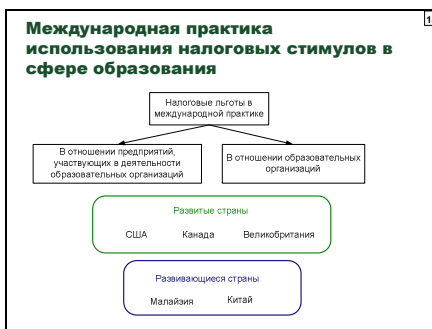 Международная практика
использования налоговых стимулов в
сфере образования
Налоговые льготы в
международной практике
В отношении предприятий,
участвующих в деятельности
образовательных организаций
В отношении образовательных
организаций
Развитые страны
США Канада Великобритания
Развивающиеся страны
Малайзия Китай